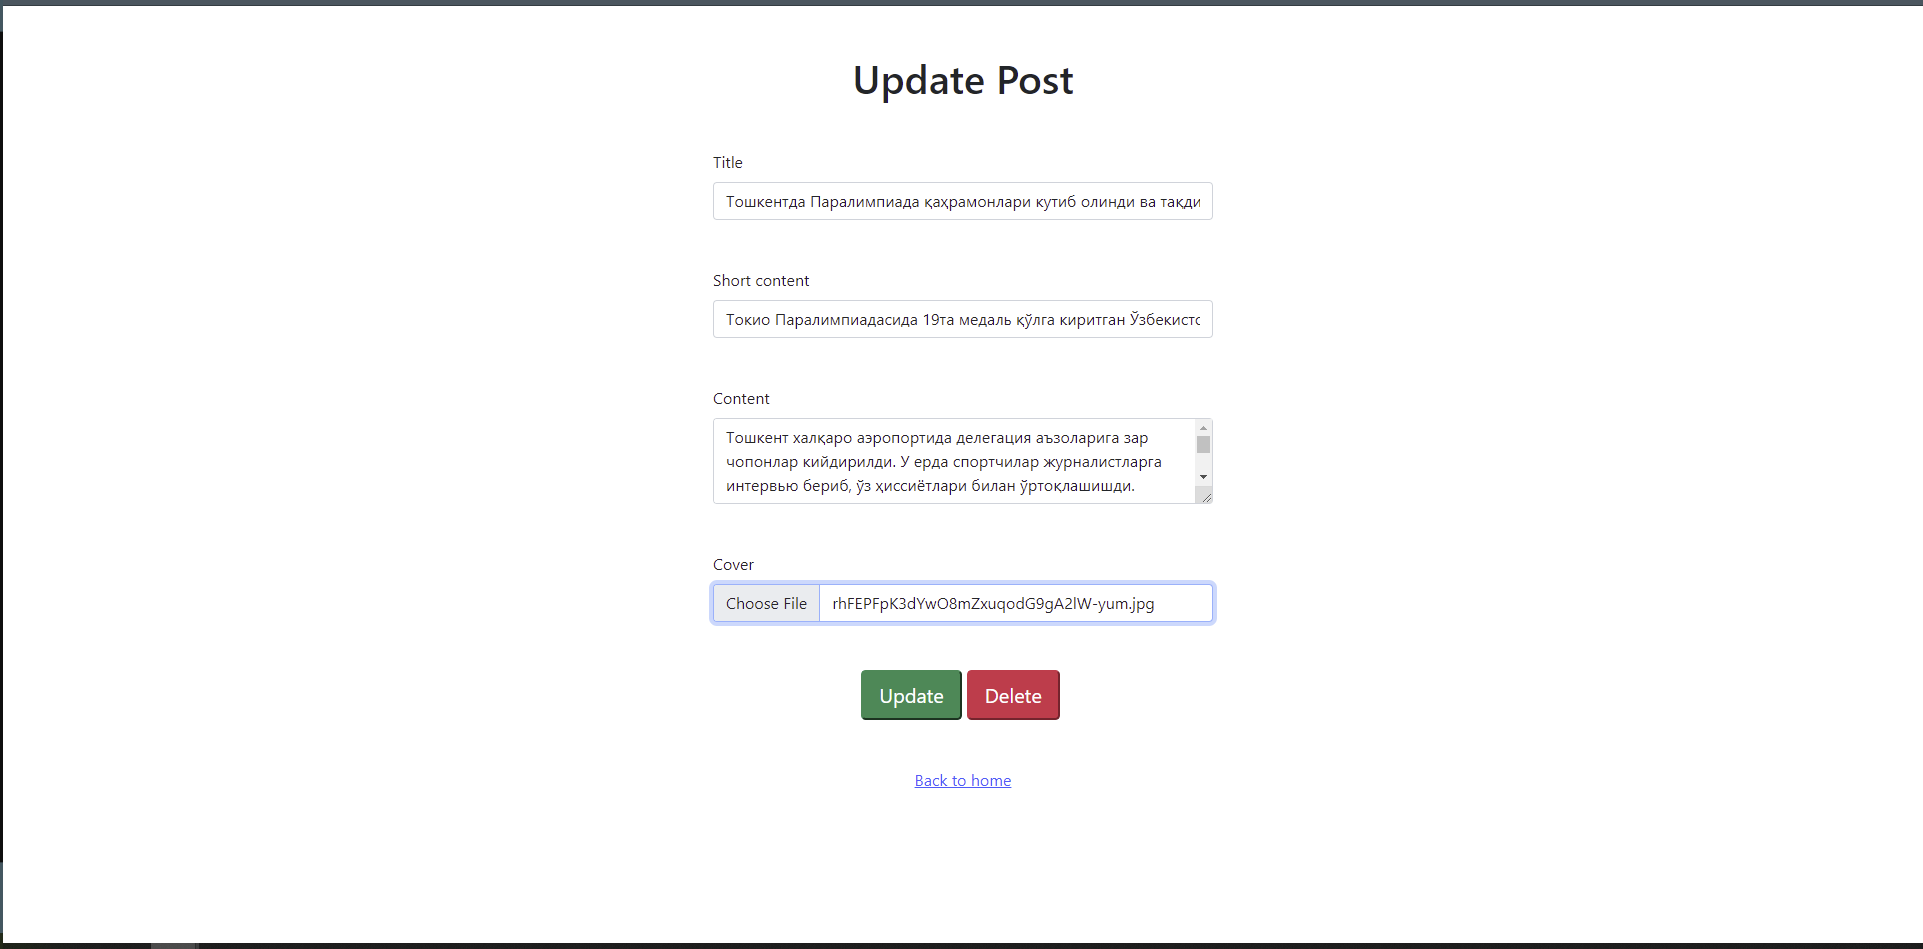 Update Post
Title
Тошкентда Паралимпиада қаҳрамонлари кутиб олинди ва тақди
Short content
Токио Паралимпиадасида 19та медаль қўлга киритган Ўзбекистс
Content
Тошкент халқаро аэропортида делегация аъзоларига зар
чопонлар кийдирилди. У ерда спортчилар журналистларга
интервью бериб, ўз ҳиссиётлари билан ўртоқлашишди.
Cover
Choose File rhFEPFpK3dYwO8mZxuqodG9gA2lW-yum.jpg
Update Delete
Back to home